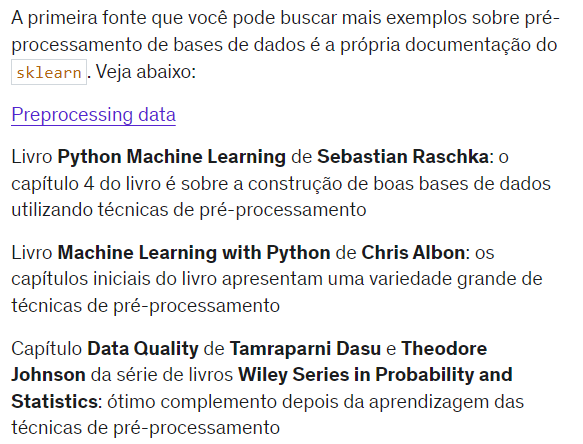 A primeira fonte que você pode buscar mais exemplos sobre pré-
processamento de bases de dados é a própria documentação do
sklearn. Veja abaixo:
Preprocessing data
Livro Python Machine Learning de Sebastian Raschka: o
capítulo 4 do livro é sobre a construção de boas bases de dados
utilizando técnicas de pré-processamento
Livro Machine Learning with Python de Chris Albon: os
capítulos iniciais do livro apresentam uma variedade grande de
técnicas de pré-processamento
Capítulo Data Quality de Tamraparni Dasu e Theodore
Johnson da série de livros Wiley Series in Probability and
Statistics: ótimo complemento depois da aprendizagem das
técnicas de pré-processamento